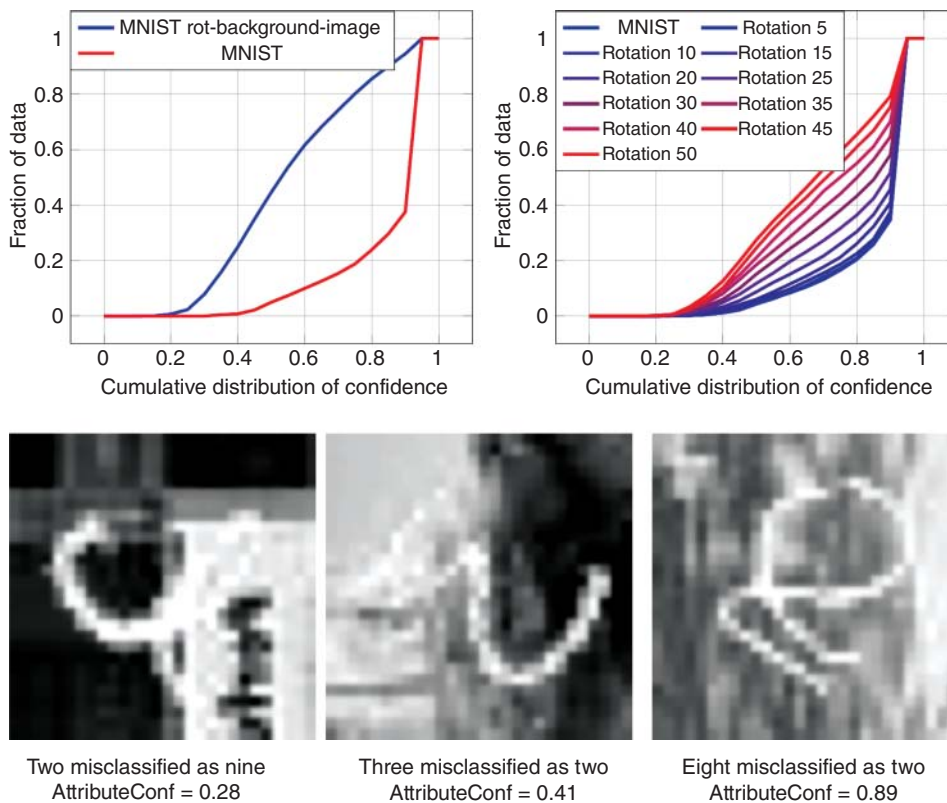 MNIST rot-background-image
MNIST
1
0.8
0.6
0.4
0.2
0
Fraction of data
0 0.2 0.4 0.6 0.8 1
Cumulative distribution of confidence
MNIST Rotation 5
Rotation 10 Rotation 15
Rotation 20 Rotation 25
Rotation 30 Rotation 35
Rotation 40 Rotation 45
Rotation 50
1
0.8
0.6
0.4
0.2
0
Fraction of data
0 0.2 0.4 0.6 0.8 1
Cumulative distribution of confidence
Two misclassified as nine
AttributeConf = 0.28
Three misclassified as two
AttributeConf = 0.41
Eight misclassified as two
AttributeConf = 0.89